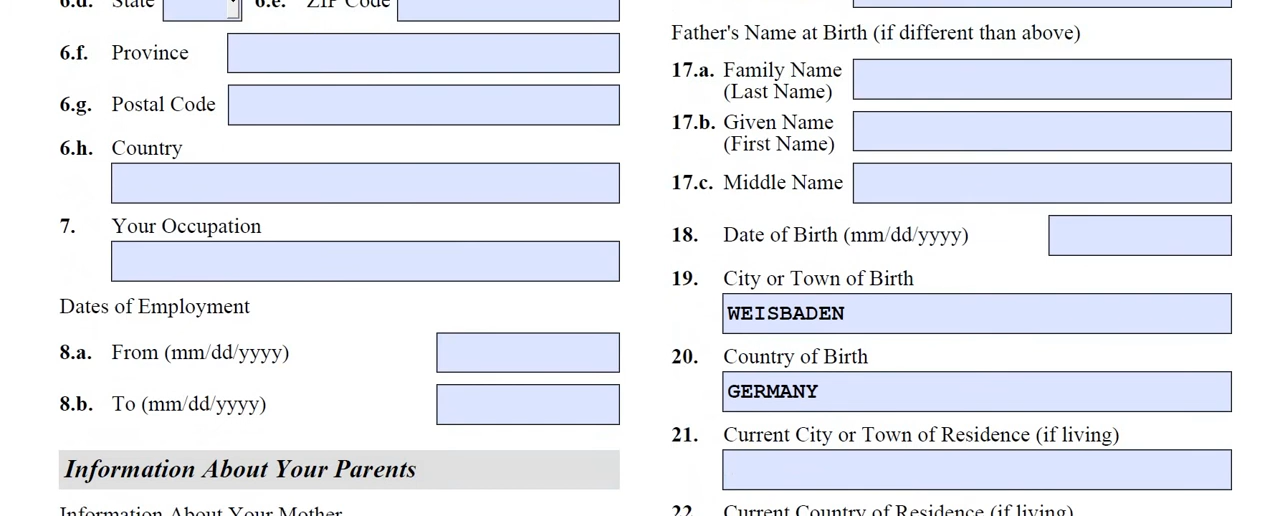 6.d. State 6.e. ZIP Code
6.f. Province
6.g. Postal Code
6.h. Country
7. Your Occupation
Dates of Employment
8.a. From (mm/dd/yyyy)
8.b. To (mm/dd/yyyy)
Information About Your Parents
Information About Your Mother
Father's Name at Birth (if different than above)
17.a. Family Name
(Last Name)
17.b. Given Name
(First Name)
17.c. Middle Name
18. Date of Birth (mm/dd/yyyy)
19. City or Town of Birth
WEISBADEN
20. Country of Birth
GERMANY
21. Current City or Town of Residence (if living)
22. Current Country of Residence (if living)